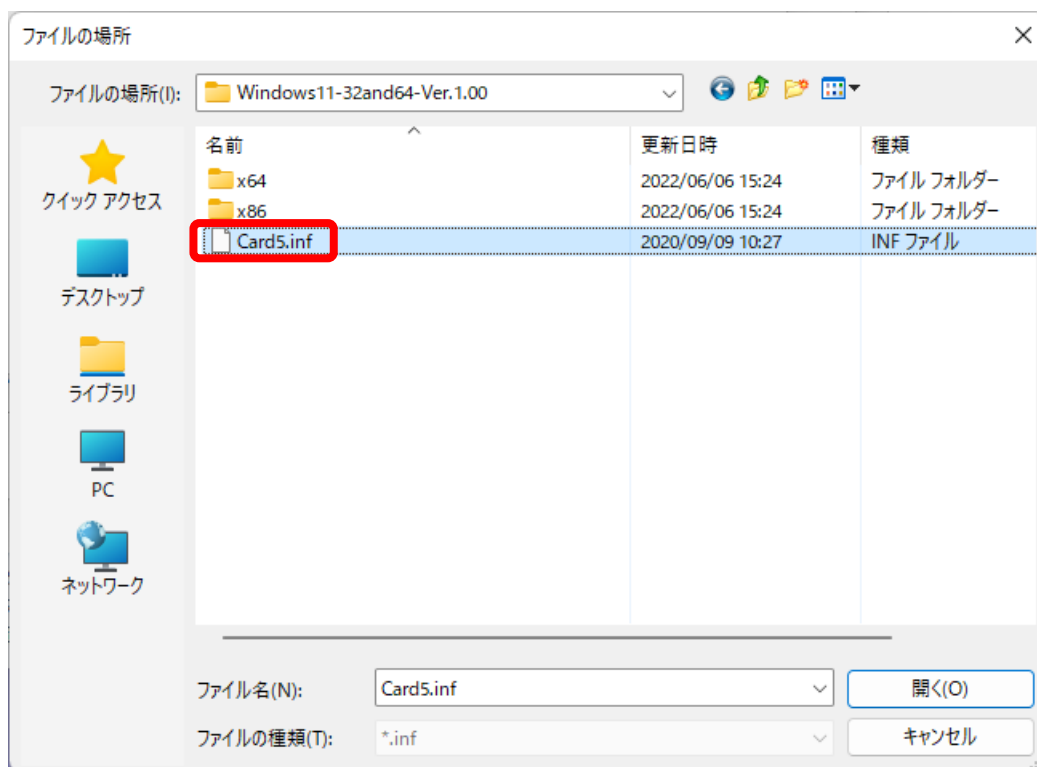 ファイルの場所
ファイルの場所(I):
Windows11-32and64-Ver.1.00
名前 更新日時 種類
x64 2022/06/06 15:24 ファイル フォルダー
x86 2022/06/06 15:24 ファイル フォルダー
Card5.inf 2020/09/09 10:27 INF ファイル
クイック アクセス
デスクトップ
ライブラリ
PC
ネットワーク
ファイル名(N): Card5.inf 開く(O)
ファイルの種類(T): *.inf キャンセル